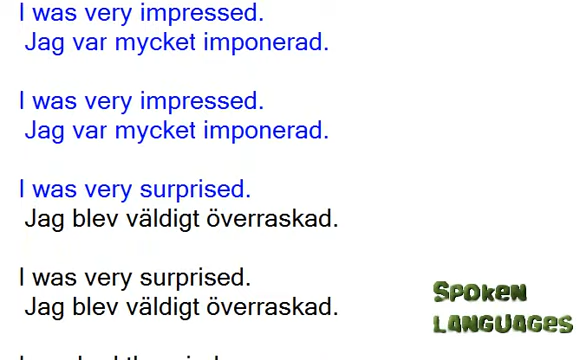 I was very impressed.
Jag var mycket imponerad.
I was very impressed.
Jag var mycket imponerad.
I was very surprised.
Jag blev väldigt överraskad.
I was very surprised.
Jag blev väldigt överraskad.
Spoken
Languages